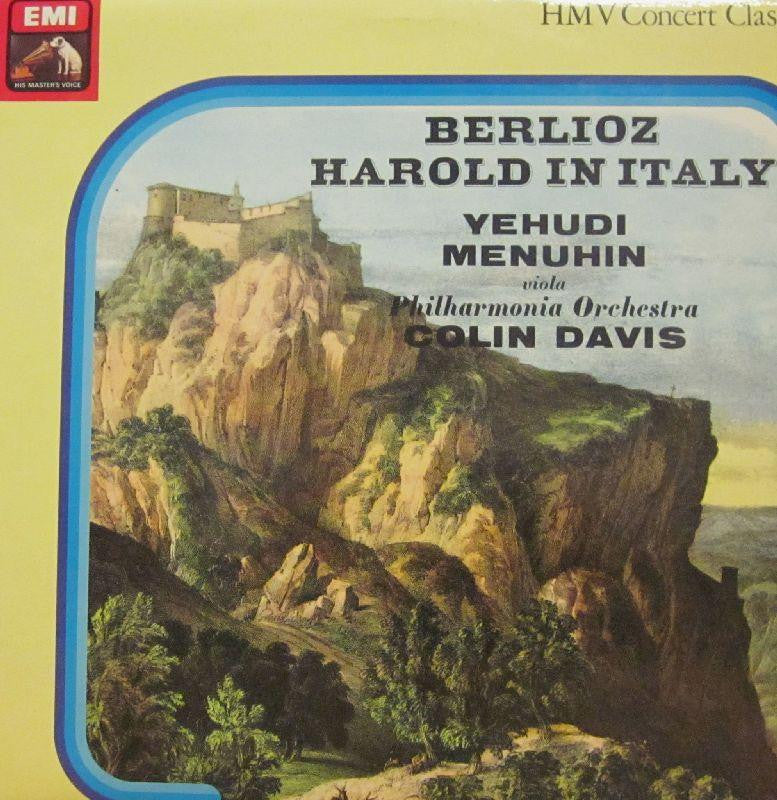 EMI
HIS MASTER'S VOICE
HMV Concert Clas
BERLIOZ
HAROLD IN ITALY
YEHUDI
MENUHIN
viola
Philharmonia Orchestra
COLIN DAVIS